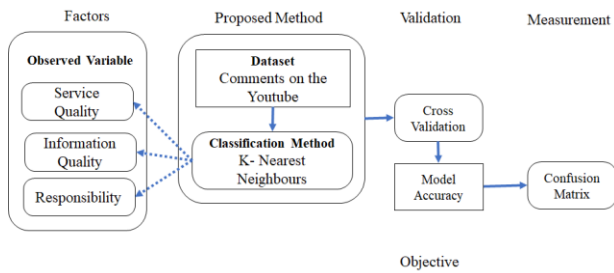 Factors
Proposed Method
Validation
Measurement
Observed Variable
Service
Quality
Information
Quality
Responsibility
Dataset
Comments on the
Youtube
Classification Method
K- Nearest
Neighbours
Cross
Validation
Model
Accuracy
Confusion
Matrix
Objective